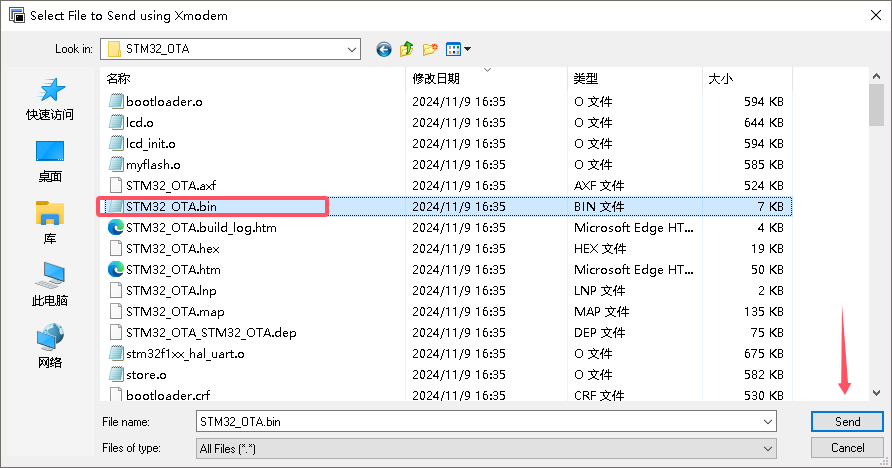 Select File to Send using Xmodem
Look in: STM32_OTA
名称 修改日期 类型 大小
bootloader.o 2024/11/9 16:35 O 文件 594 KB
lcd.o 2024/11/9 16:35 O 文件 644 KB
lcd_init.o 2024/11/9 16:35 O 文件 594 KB
myflash.o 2024/11/9 16:35 O 文件 585 KB
STM32_OTA.axf 2024/11/9 16:35 AXF 文件 524 KB
STM32_OTA.bin 2024/11/9 16:35 BIN 文件 7 KB
STM32_OTA.build_log.htm 2024/11/9 16:35 Microsoft Edge HT... 4 KB
STM32_OTA.hex 2024/11/9 16:35 HEX 文件 19 KB
STM32_OTA.htm 2024/11/9 16:35 Microsoft Edge HT... 50 KB
STM32_OTA.lnp 2024/11/9 16:35 LNP 文件 2 KB
STM32_OTA.map 2024/11/9 16:35 MAP 文件 135 KB
STM32_OTA_STM32_OTA.dep 2024/11/9 16:35 DEP 文件 75 KB
stm32f1xx_hal_uart.o 2024/11/9 16:35 O 文件 675 KB
store.o 2024/11/9 16:35 O 文件 582 KB
bootloader.crf 2024/11/9 16:35 CRF 文件 530 KB
快速访问
桌面
库
此电脑
网络
File name: STM32_OTA.bin Send
Files of type: All Files (*.*) Cancel